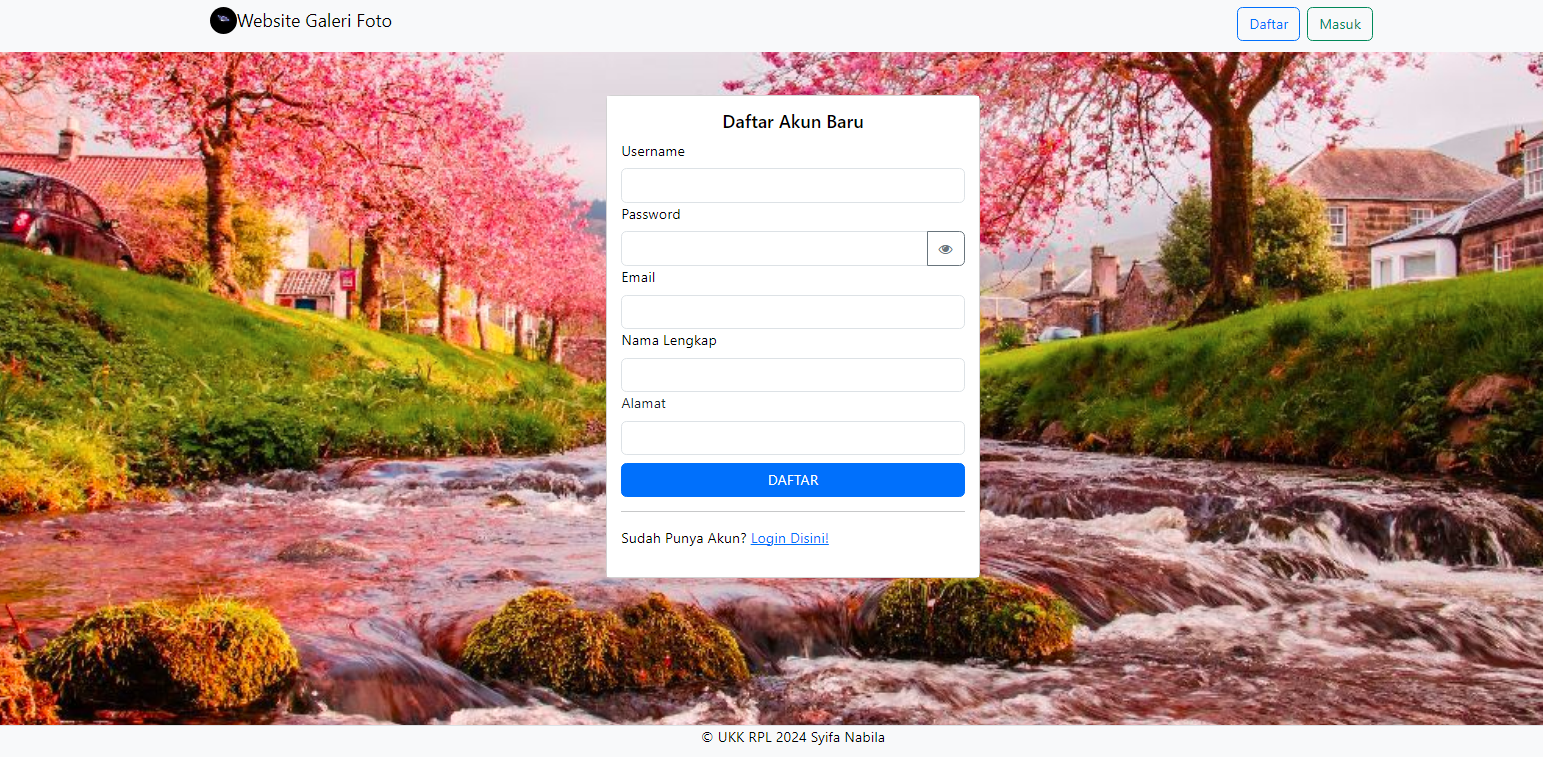 Website Galeri Foto
Daftar
Masuk
Daftar Akun Baru
Username
Password
Email
Nama Lengkap
Alamat
DAFTAR
Sudah Punya Akun? Login Disini!
© UKK RPL 2024 Syifa Nabila